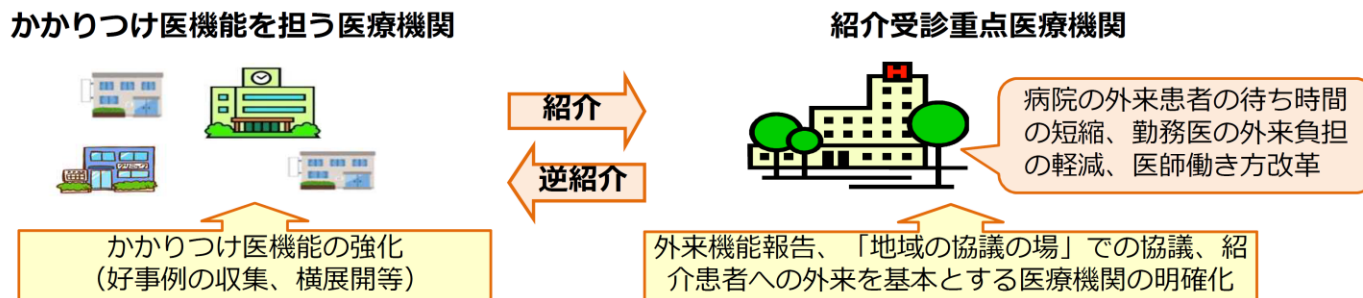 かかりつけ医機能を担う医療機関
紹介受診重点医療機関
H
紹介
逆紹介
病院の外来患者の待ち時間
の短縮、勤務医の外来負担
の軽減、医師働き方改革
かかりつけ医機能の強化
（好事例の収集、横展開等）
外来機能報告、「地域の協議の場」での協議、紹
介患者への外来を基本とする医療機関の明確化